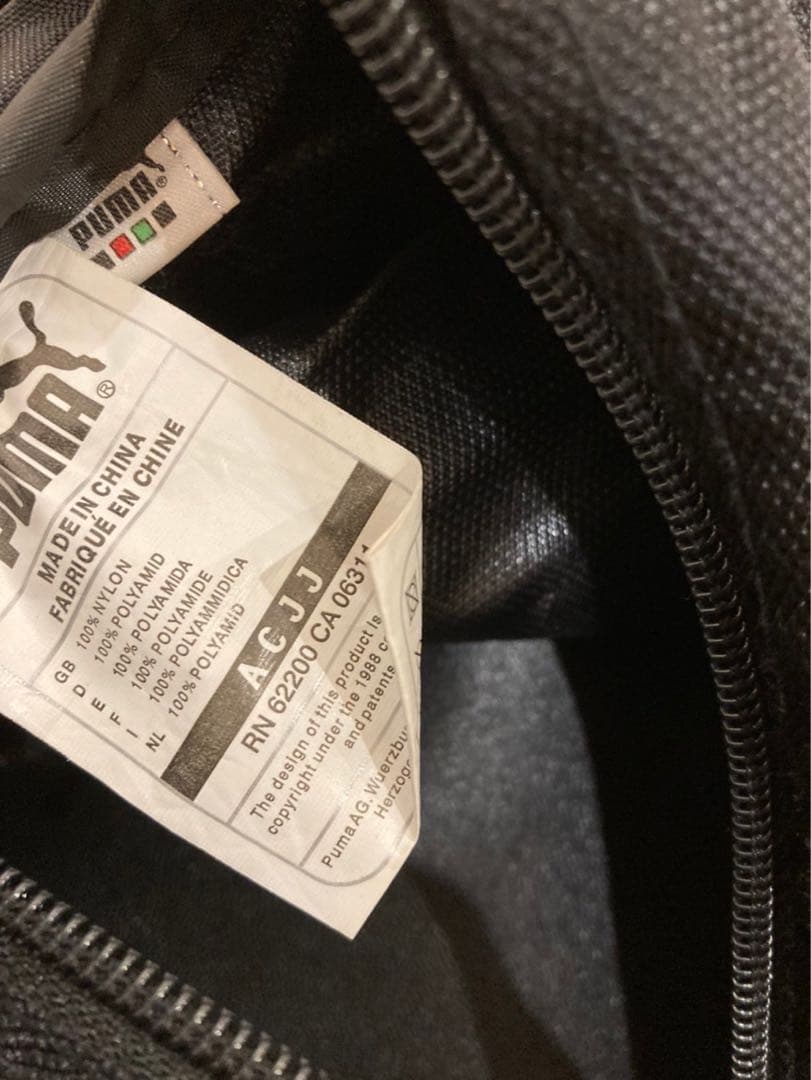 PUMA®
PUMA®
MADE IN CHINA
FABRIQUÉ EN CHINE
GB 100% NYLON
D 100% POLYAMID
E 100% POLYAMIDA
F 100% POLYAMIDE
I 100% POLYAMMIDICA
NL 100% POLYAMID
A C J J
RN 62200 CA 0631
The design of this product is
copyright under the 1988 
and patents
Puma AG. Wuerzbu
Herzog